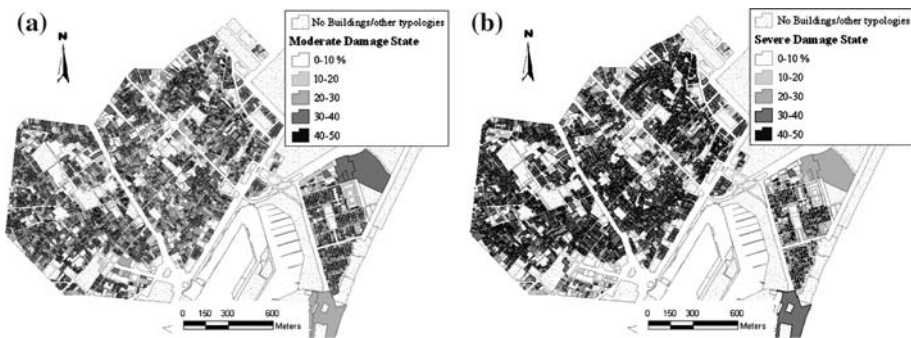 (a)
N
No Buildings/other typologies
Moderate Damage State
0-10 %
10-20
20-30
30-40
40-50
0 150 300 600
Meters
(b)
N
No Buildings/other typologies
Severe Damage State
0-10 %
10-20
20-30
30-40
40-50
0 150 300 600
Meters